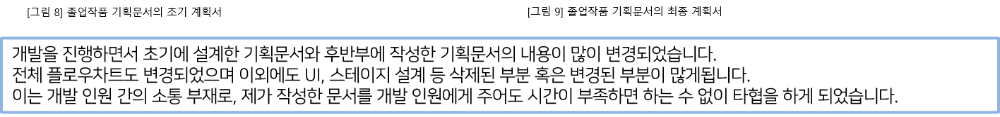 [그림 8] 졸업작품 기획문서의 초기 계획서
[그림 9] 졸업작품 기획문서의 최종 계획서
개발을 진행하면서 초기에 설계한 기획문서와 후반부에 작성한 기획문서의 내용이 많이 변경되었습니다.
전체 플로우차트도 변경되었으며 이외에도 UI, 스테이지 설계 등 삭제된 부분 혹은 변경된 부분이 많게됩니다.
이는 개발 인원 간의 소통 부재로, 제가 작성한 문서를 개발 인원에게 주어도 시간이 부족하면 하는 수 없이 타협을 하게 되었습니다.